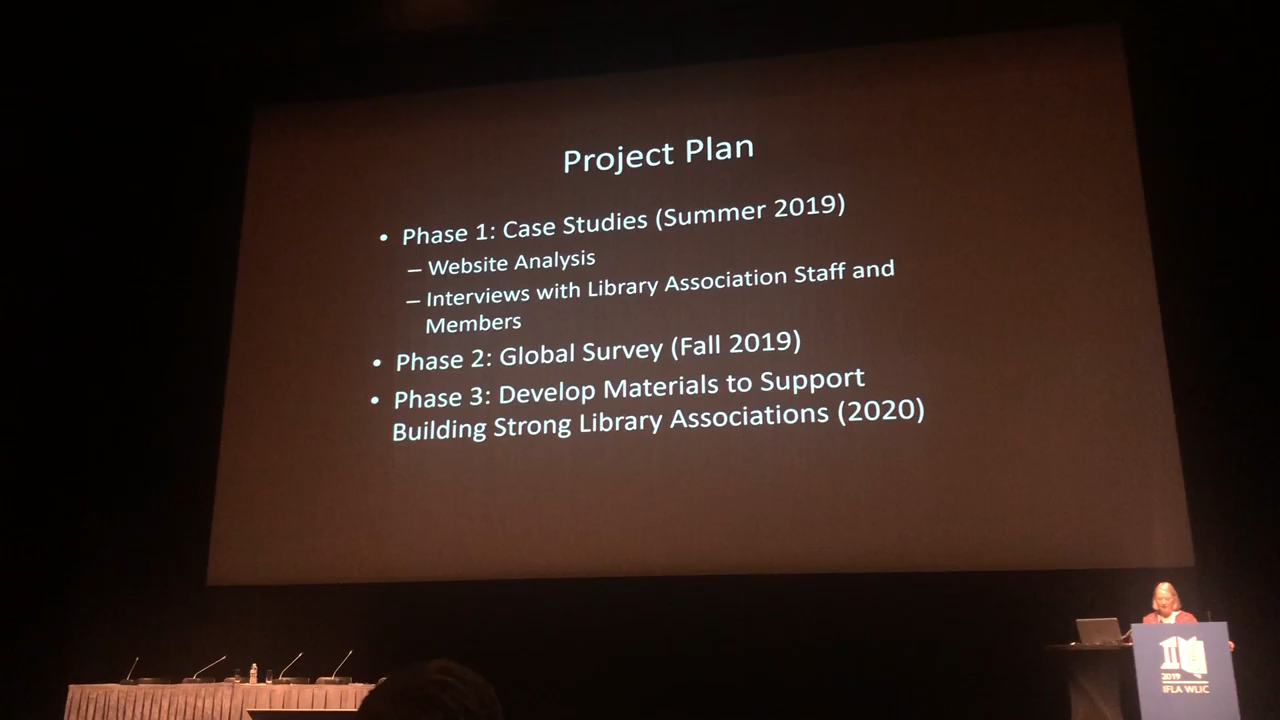 Project Plan
• Phase 1: Case Studies (Summer 2019)
– Website Analysis
– Interviews with Library Association Staff and
Members
• Phase 2: Global Survey (Fall 2019)
• Phase 3: Develop Materials to Support
Building Strong Library Associations (2020)
2019
IFLA WLIC